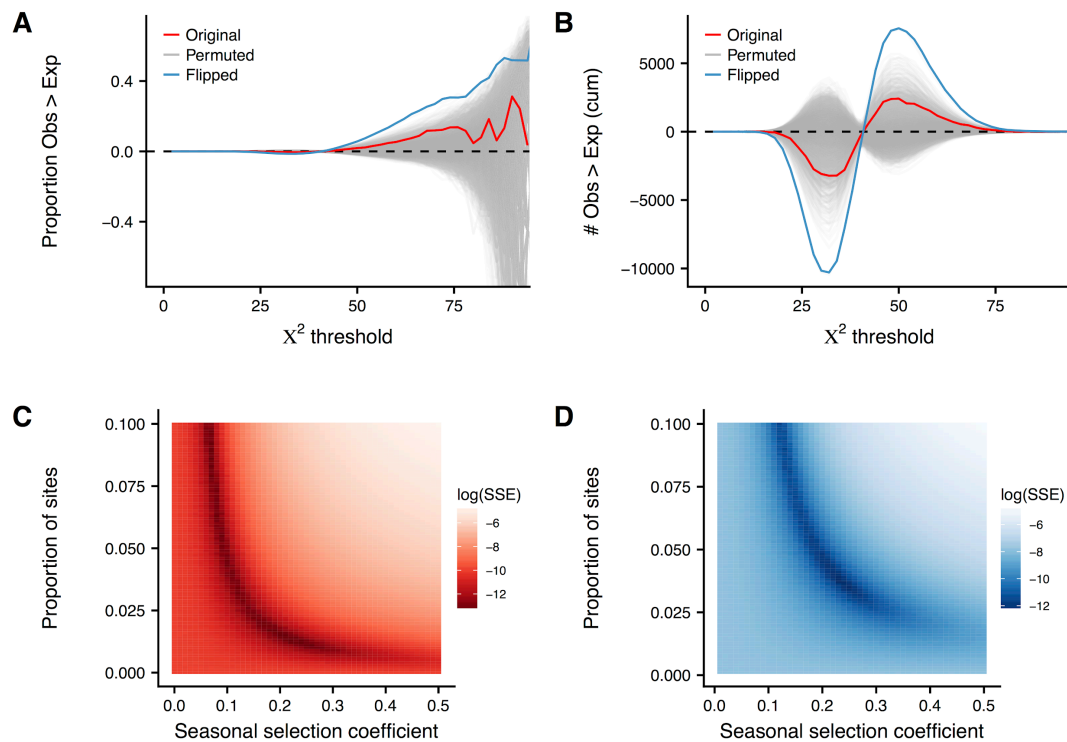 A
Proportion Obs > Exp
Original
Permuted
Flipped
0.4
0.0
−0.4
0
25
50
75
X² threshold
B
# Obs > Exp (cum)
Original
Permuted
Flipped
5000
0
−5000
−10000
0
25
50
75
X² threshold
C
Proportion of sites
0.100
0.075
0.050
0.025
0.000
0.0
0.1
0.2
0.3
0.4
0.5
Seasonal selection coefficient
log(SSE)
−6
−8
−10
−12
D
Proportion of sites
0.100
0.075
0.050
0.025
0.000
0.0
0.1
0.2
0.3
0.4
0.5
Seasonal selection coefficient
log(SSE)
−6
−8
−10
−12